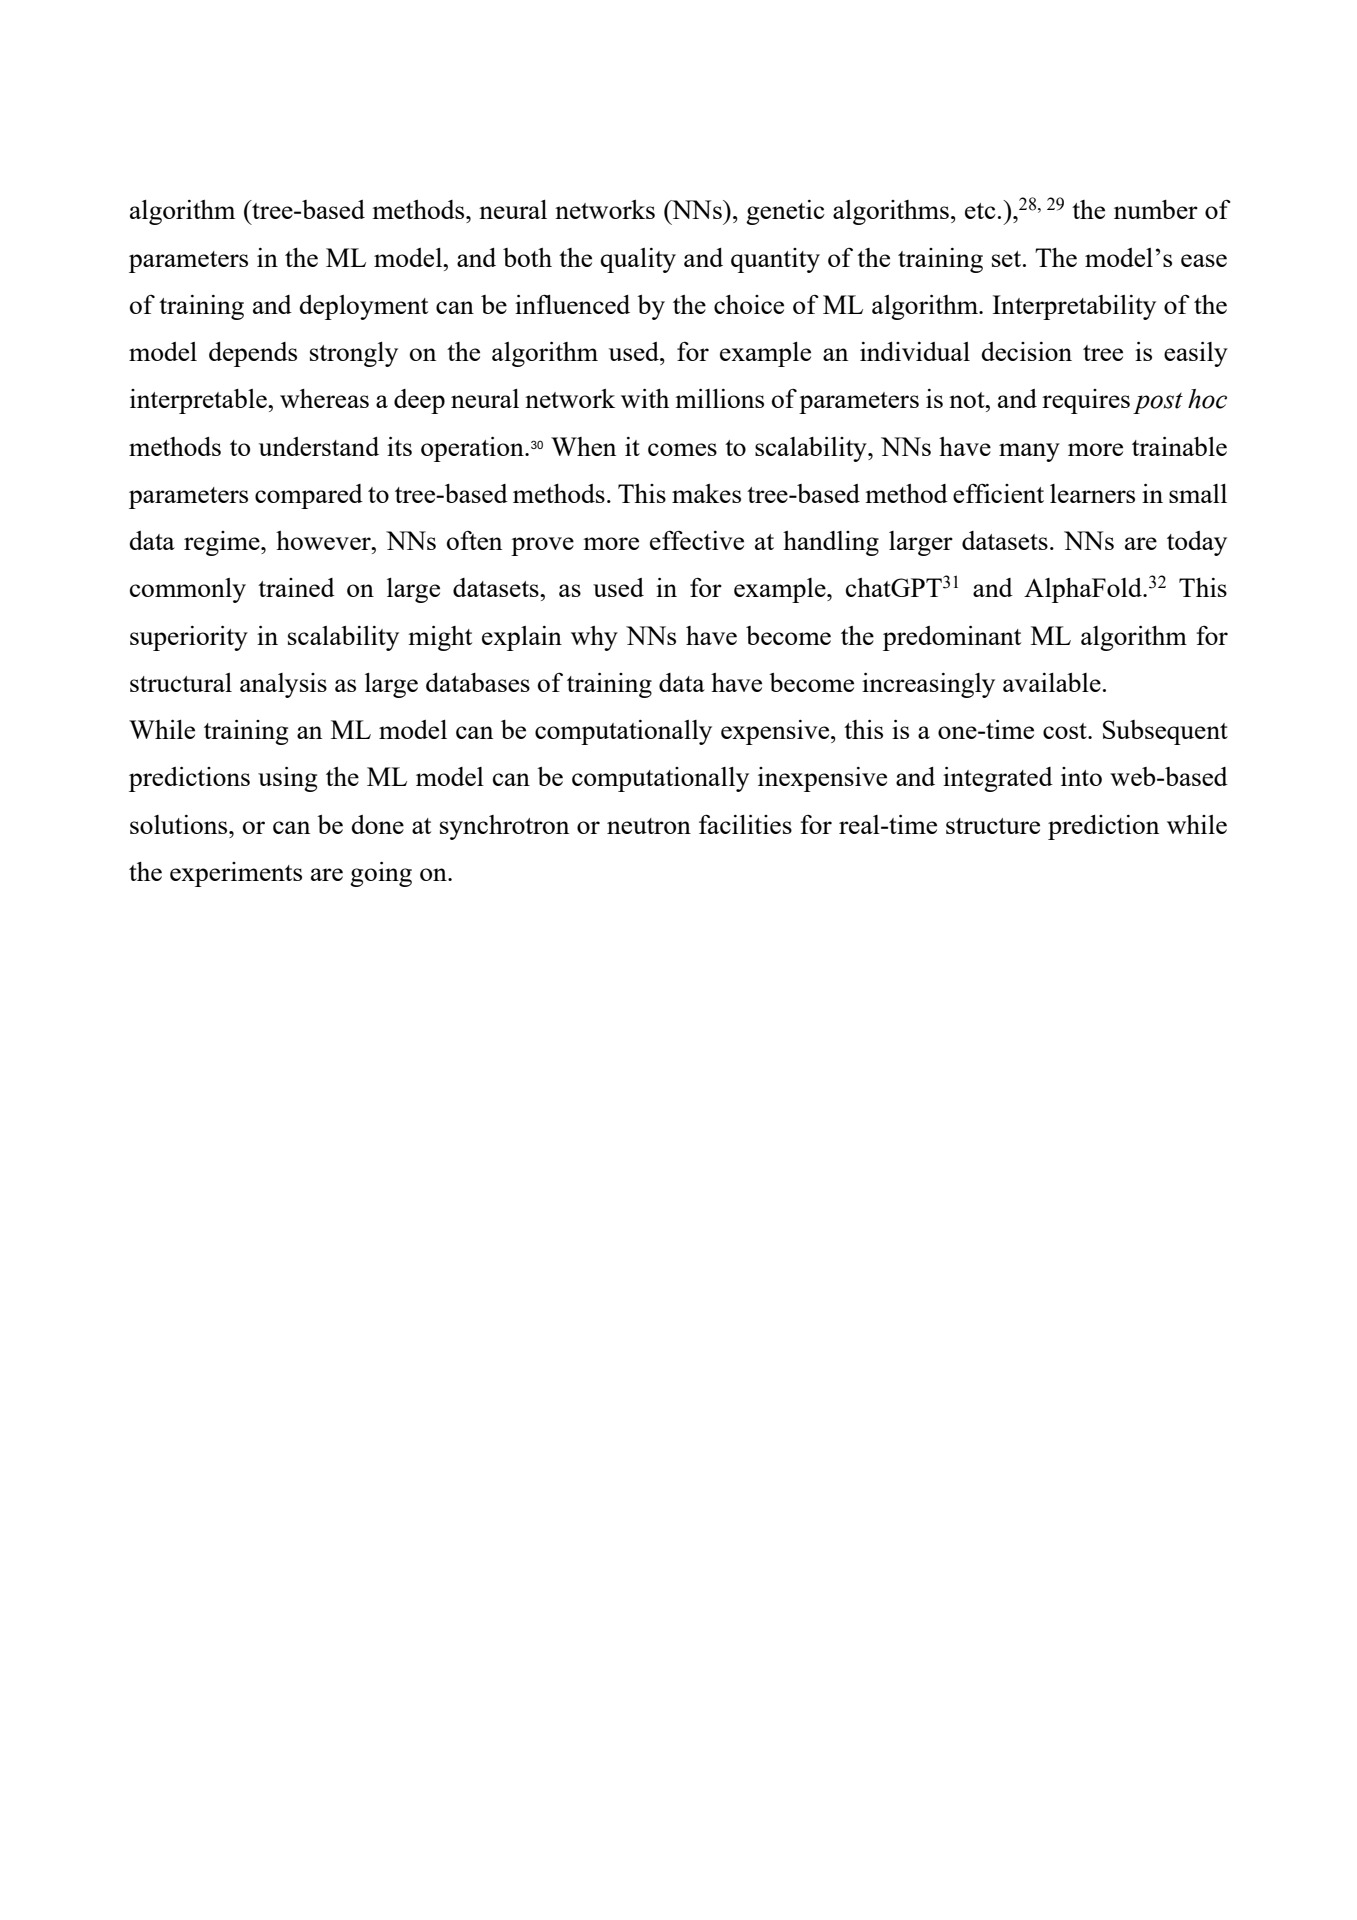 algorithm (tree-based methods, neural networks (NNs), genetic algorithms, etc.),28, 29 the number of
parameters in the ML model, and both the quality and quantity of the training set. The model’s ease
of training and deployment can be influenced by the choice of ML algorithm. Interpretability of the
model depends strongly on the algorithm used, for example an individual decision tree is easily
interpretable, whereas a deep neural network with millions of parameters is not, and requires post hoc
methods to understand its operation.30 When it comes to scalability, NNs have many more trainable
parameters compared to tree-based methods. This makes tree-based method efficient learners in small
data regime, however, NNs often prove more effective at handling larger datasets. NNs are today
commonly trained on large datasets, as used in for example, chatGPT31 and AlphaFold.32 This
superiority in scalability might explain why NNs have become the predominant ML algorithm for
structural analysis as large databases of training data have become increasingly available.
While training an ML model can be computationally expensive, this is a one-time cost. Subsequent
predictions using the ML model can be computationally inexpensive and integrated into web-based
solutions, or can be done at synchrotron or neutron facilities for real-time structure prediction while
the experiments are going on.